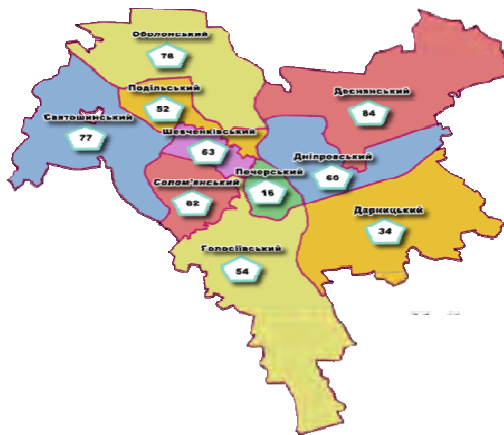 Оболонський
78
Подільський
52
Деснянський
84
Святошинський
77
Шевченківський
63
Дніпровський
60
Печерський
16
Солом'янський
82
Дарницький
34
Голосіївський
54